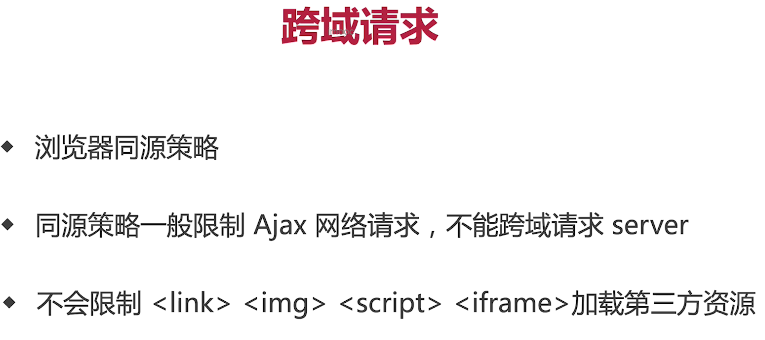 跨域请求
浏览器同源策略
同源策略一般限制 Ajax 网络请求，不能跨域请求 server
不会限制 <link> <img> <script> <iframe>加载第三方资源